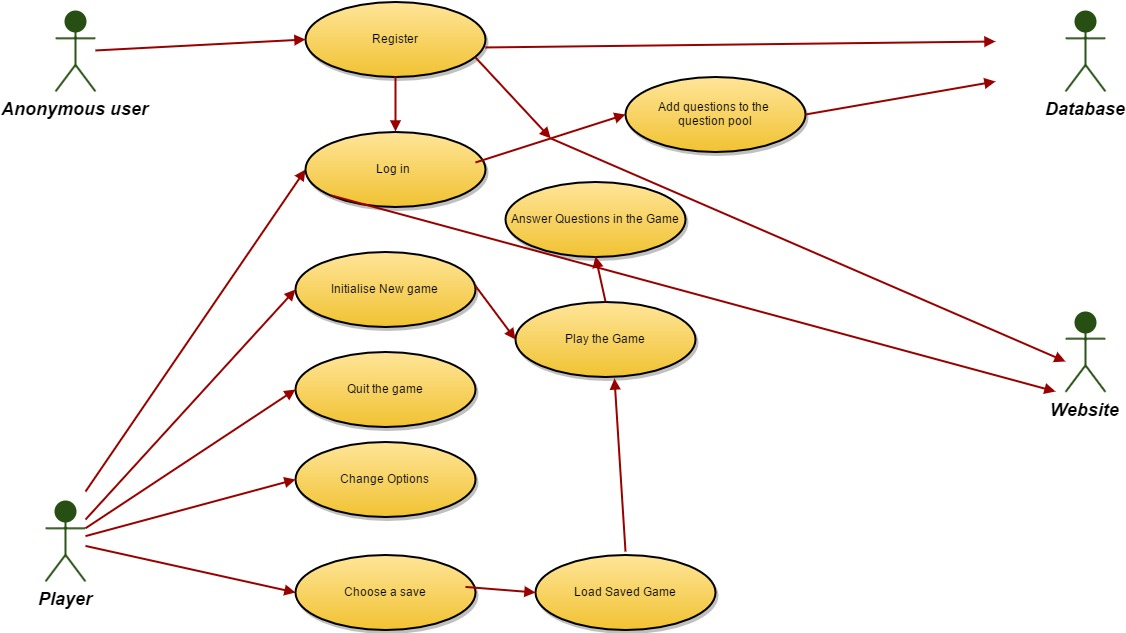 Register
Anonymous user
Database
Add questions to the
question pool
Log in
Answer Questions in the Game
Initialise New game
Play the Game
Quit the game
Website
Change Options
Player
Choose a save
Load Saved Game